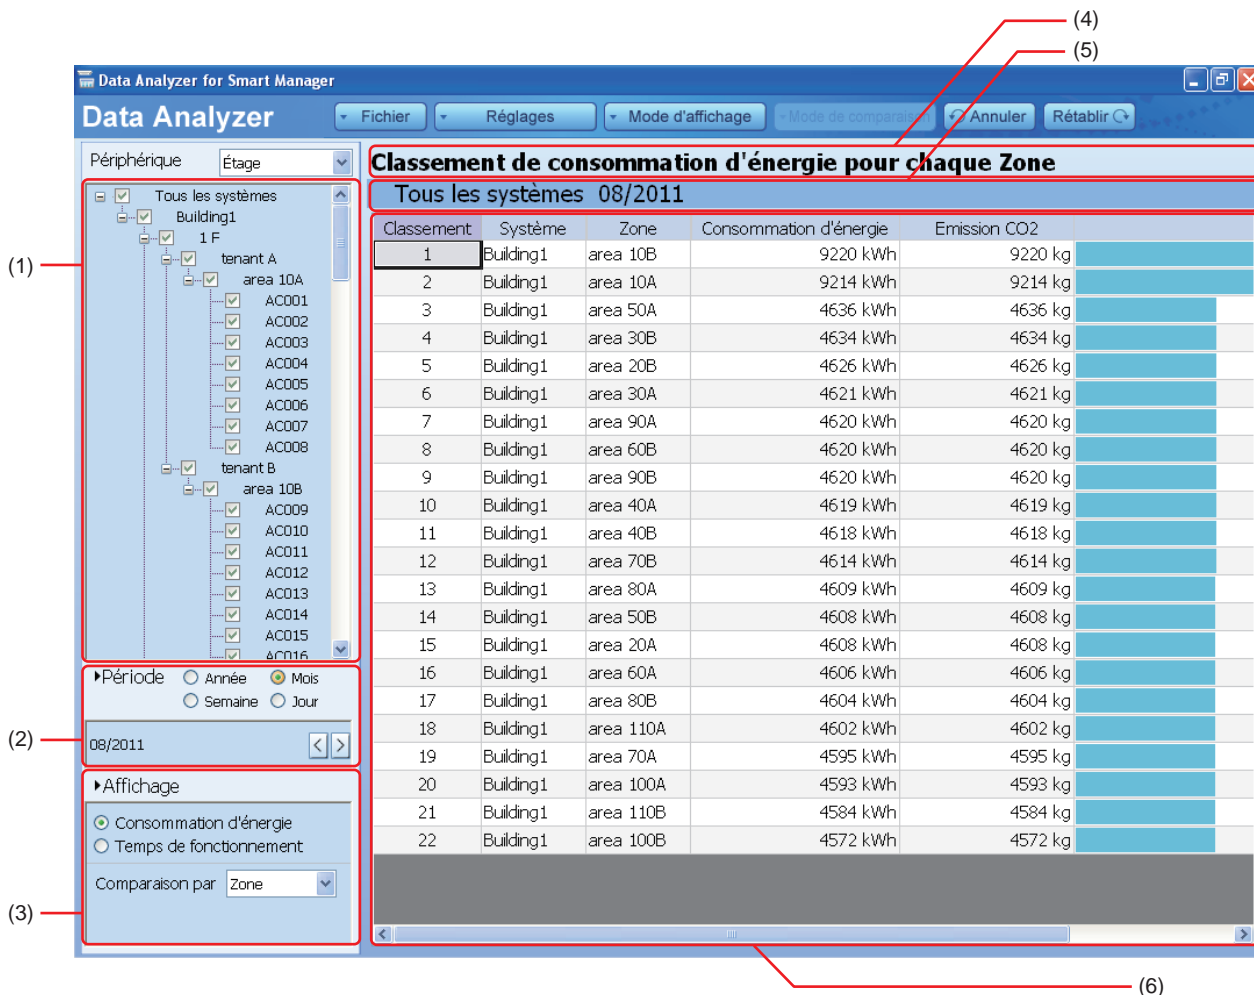 (4)
(5)
Data Analyzer for Smart Manager
Data Analyzer
Fichier
Réglages
Mode d'affichage
Mode de comparaison
Annuler
Rétablir
Périphérique
Étage
Classement de consommation d'énergie pour chaque Zone
Tous les systèmes 08/2011
(1)
Tous les systèmes
Building1
1 F
tenant A
area 10A
AC001
AC002
AC003
AC004
AC005
AC006
AC007
AC008
tenant B
area 10B
AC009
AC010
AC011
AC012
AC013
AC014
AC015
AC016
Classement Système Zone Consommation d'énergie Emission CO2
1 Building1 area 10B 9220 kWh 9220 kg
2 Building1 area 10A 9214 kWh 9214 kg
3 Building1 area 50A 4636 kWh 4636 kg
4 Building1 area 30B 4634 kWh 4634 kg
5 Building1 area 20B 4626 kWh 4626 kg
6 Building1 area 30A 4621 kWh 4621 kg
7 Building1 area 90A 4620 kWh 4620 kg
8 Building1 area 60B 4620 kWh 4620 kg
9 Building1 area 90B 4620 kWh 4620 kg
10 Building1 area 40A 4619 kWh 4619 kg
11 Building1 area 40B 4618 kWh 4618 kg
12 Building1 area 70B 4614 kWh 4614 kg
13 Building1 area 80A 4609 kWh 4609 kg
14 Building1 area 50B 4608 kWh 4608 kg
15 Building1 area 20A 4608 kWh 4608 kg
16 Building1 area 60A 4606 kWh 4606 kg
17 Building1 area 80B 4604 kWh 4604 kg
18 Building1 area 110A 4602 kWh 4602 kg
19 Building1 area 70A 4595 kWh 4595 kg
20 Building1 area 100A 4593 kWh 4593 kg
21 Building1 area 110B 4584 kWh 4584 kg
22 Building1 area 100B 4572 kWh 4572 kg
(2)
Période
Année
Mois
Semaine
Jour
08/2011
(3)
Affichage
Consommation d'énergie
Temps de fonctionnement
Comparaison par Zone
(6)